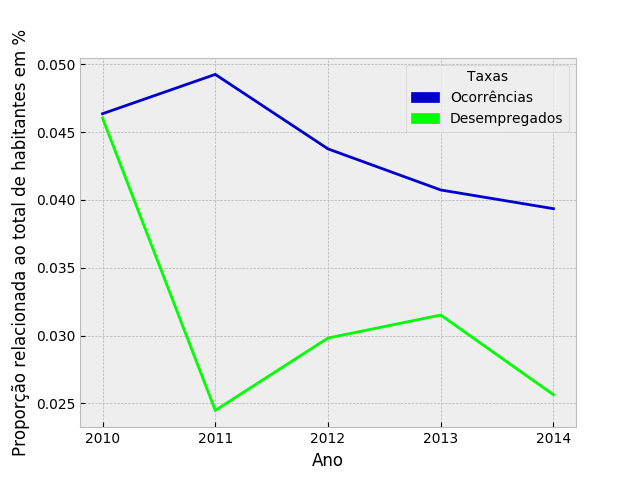 Proporção relacionada ao total de habitantes em %
0.050
0.045
0.040
0.035
0.030
0.025
Taxas
Ocorrências
Desempregados
2010 2011 2012 2013 2014
Ano